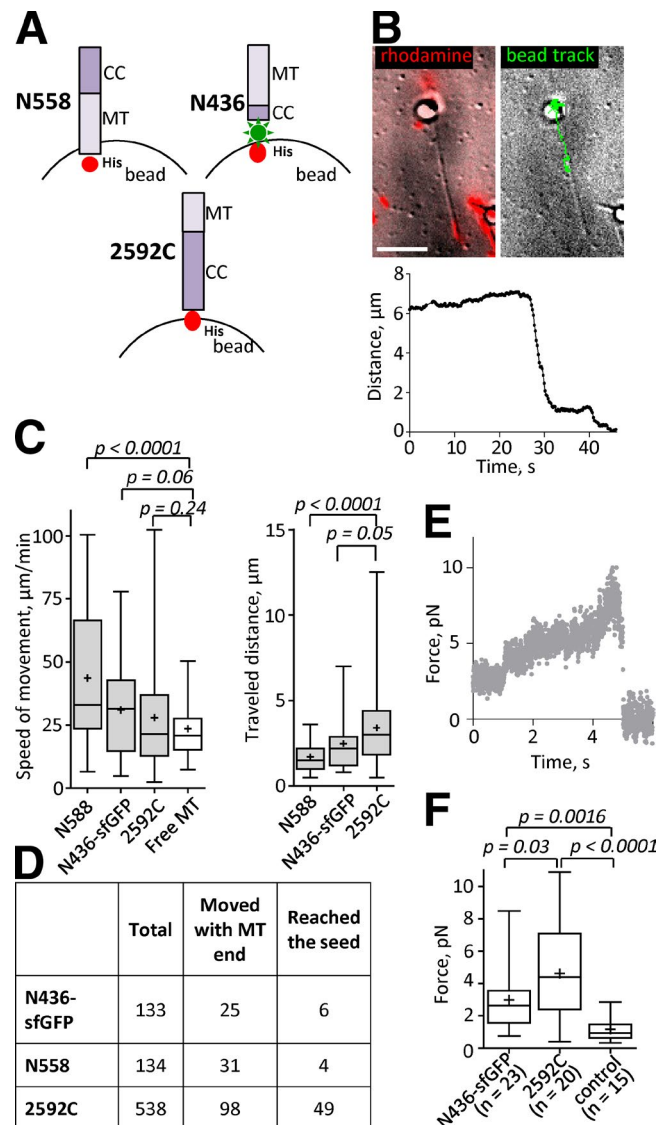 A
N558
CC
MT
His
bead
N436
MT
CC
His
bead
2592C
MT
CC
His
bead
B
rhodamine
bead track
Distance, μm
8
6
4
2
0
0 10 20 30 40
Time, s
C
p < 0.0001
p = 0.06
p = 0.24
Speed of movement, μm/min
100
75
50
25
0
N588
N436-sfGFP
2592C
Free MT
p < 0.0001
p = 0.05
Traveled distance, μm
15
10
5
0
N588
N436-sfGFP
2592C
D
Total Moved with MT end Reached the seed
N436-sfGFP 133 25 6
N558 134 31 4
2592C 538 98 49
E
Force, pN
10
5
0
0 2 4
Time, s
F
p = 0.0016
p = 0.03 p < 0.0001
Force, pN
10
8
6
4
2
0
N436-sfGFP
(n = 23)
2592C
(n = 20)
control
(n = 15)